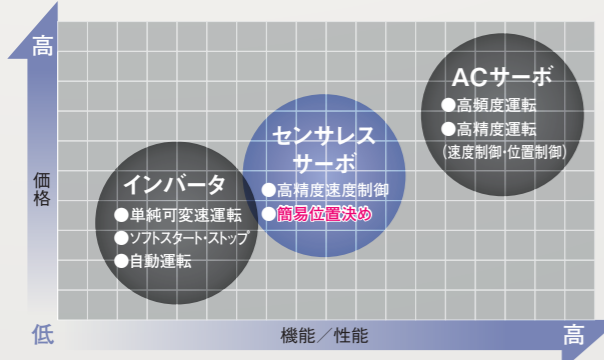 高
価格
低
機能／性能
高
ACサーボ
●高頻度運転
●高精度運転
（速度制御・位置制御）
センサレス
サーボ
●高精度速度制御
●簡易位置決め
インバータ
●単純可変速運転
●ソフトスタート・ストップ
●自動運転